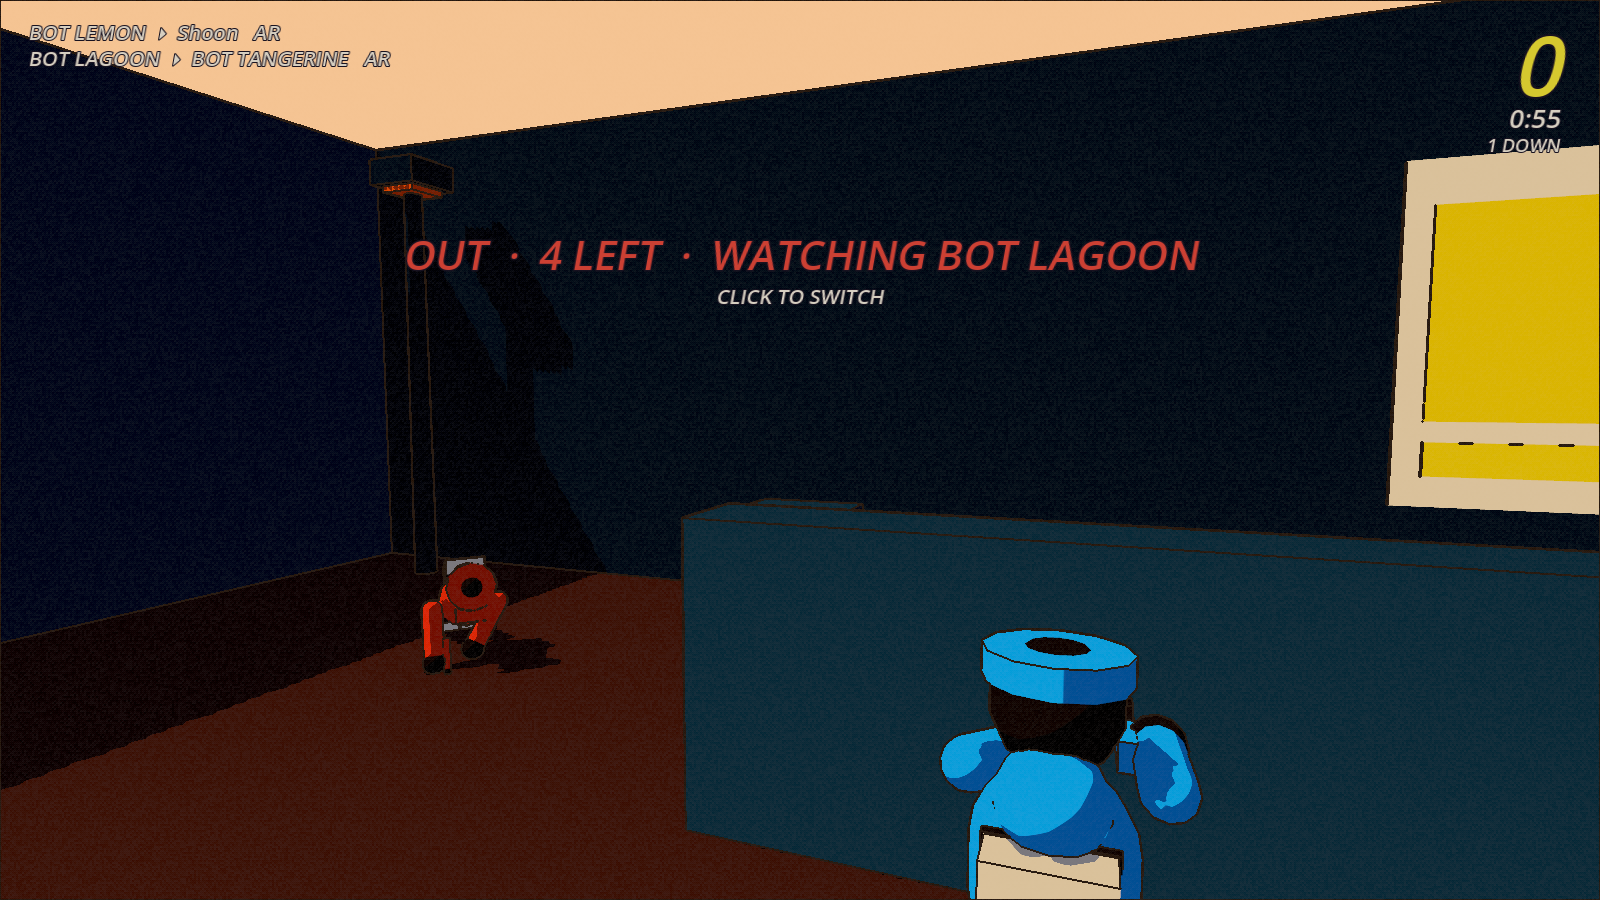 BOT LEMON ▷ Shoon AR
BOT LAGOON ▷ BOT TANGERINE AR
0
0:55
1 DOWN
OUT · 4 LEFT · WATCHING BOT LAGOON
CLICK TO SWITCH